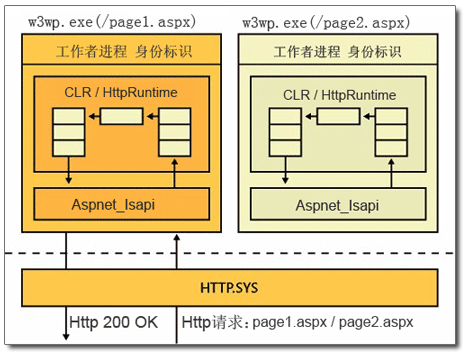 w3wp.exe(/page1.aspx)
w3wp.exe(/page2.aspx)
工作者进程 身份标识
工作者进程 身份标识
CLR / HttpRuntime
CLR / HttpRuntime
Aspnet_Isapi
Aspnet_Isapi
HTTP.SYS
Http 200 OK
Http请求: page1.aspx / page2.aspx